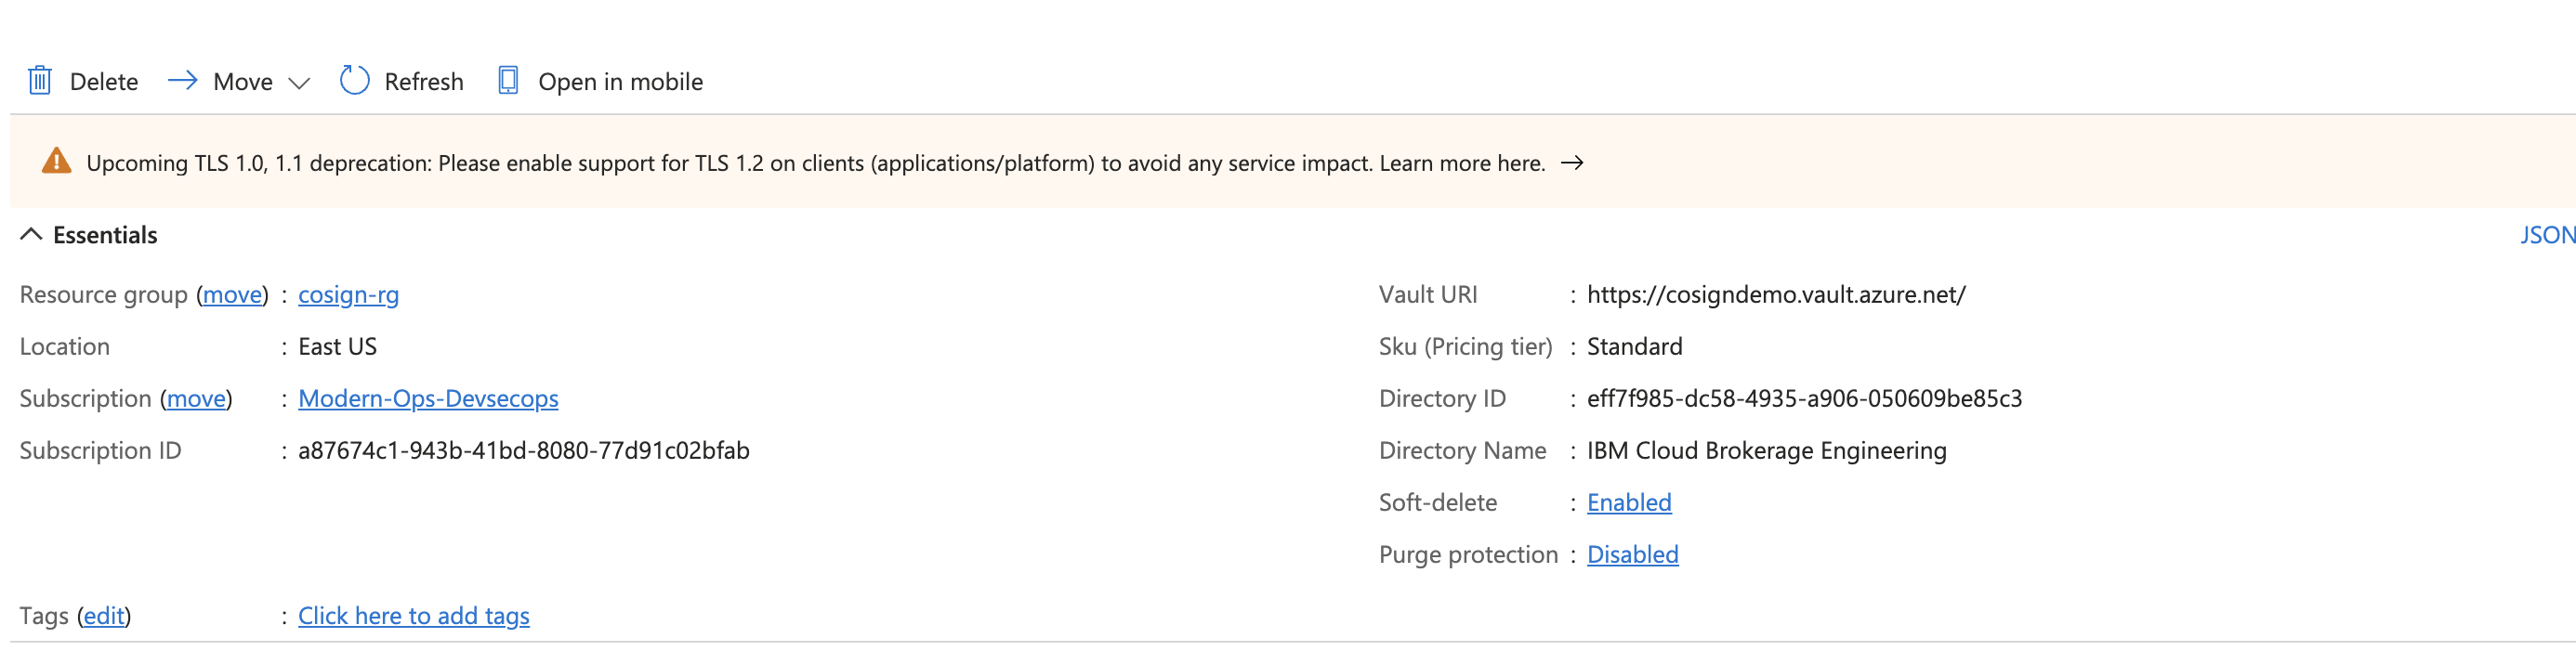 Delete Move Refresh Open in mobile
Upcoming TLS 1.0, 1.1 deprecation: Please enable support for TLS 1.2 on clients (applications/platform) to avoid any service impact. Learn more here. →
Essentials
JSON
Resource group (move) : cosign-rg
Location : East US
Subscription (move) : Modern-Ops-Devsecops
Subscription ID : a87674c1-943b-41bd-8080-77d91c02bfab
Vault URI : https://cosigndemo.vault.azure.net/
Sku (Pricing tier) : Standard
Directory ID : eff7f985-dc58-4935-a906-050609be85c3
Directory Name : IBM Cloud Brokerage Engineering
Soft-delete : Enabled
Purge protection : Disabled
Tags (edit) : Click here to add tags